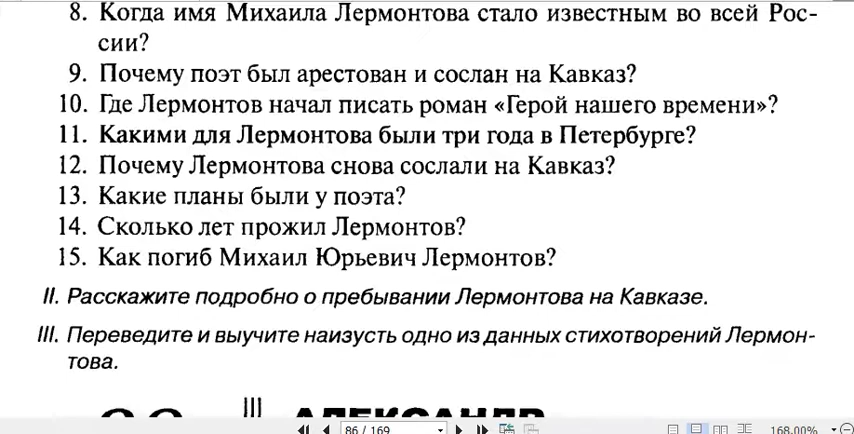 8. Когда имя Михаила Лермонтова стало известным во всей Рос-
сии?
9. Почему поэт был арестован и сослан на Кавказ?
10. Где Лермонтов начал писать роман «Герой нашего времени»?
11. Какими для Лермонтова были три года в Петербурге?
12. Почему Лермонтова снова сослали на Кавказ?
13. Какие планы были у поэта?
14. Сколько лет прожил Лермонтов?
15. Как погиб Михаил Юрьевич Лермонтов?
II. Расскажите подробно о пребывании Лермонтова на Кавказе.
III. Переведите и выучите наизусть одно из данных стихотворений Лермон-
това.
АЛЕКСАНДР
86 / 169
168,00%